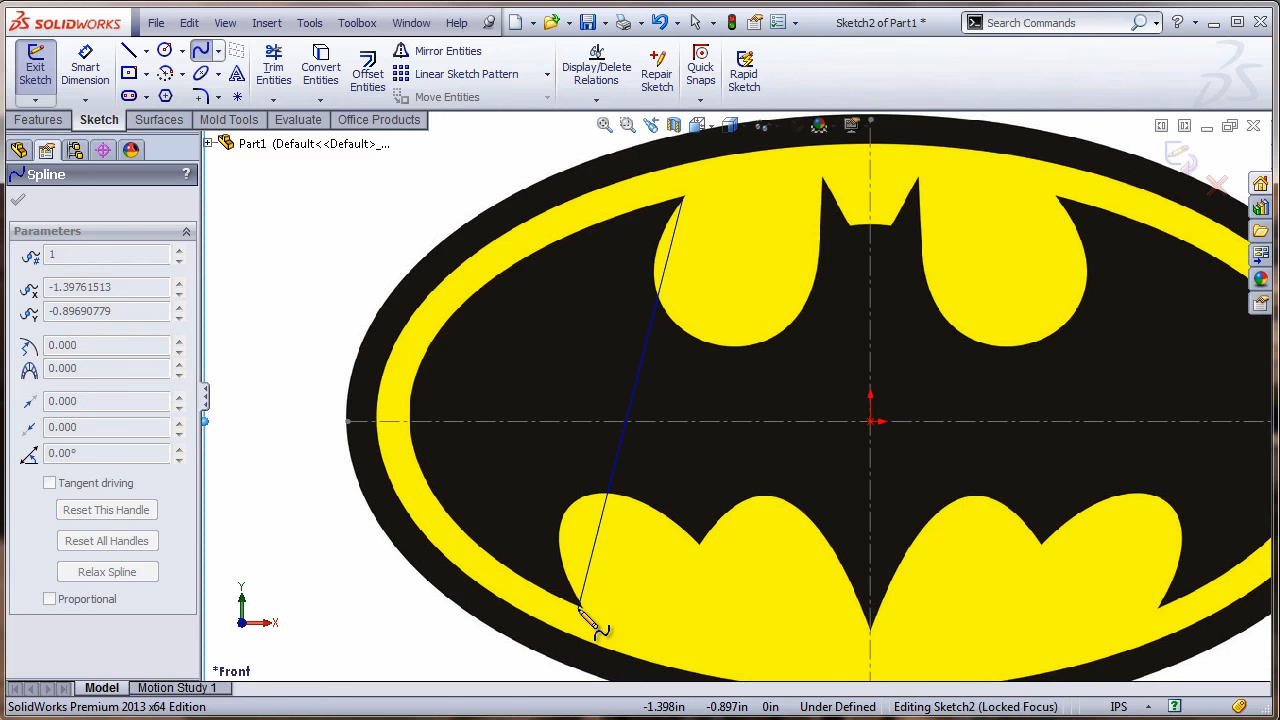 SOLIDWORKS File Edit View Insert Tools Toolbox Window Help Sketch2 of Part1 * Search Commands
Exit Sketch Smart Dimension Trim Entities Convert Entities Offset Entities Mirror Entities Linear Sketch Pattern Move Entities Display/Delete Relations Repair Sketch Quick Snaps Rapid Sketch
Features Sketch Surfaces Mold Tools Evaluate Office Products
Part1 (Default<<Default>_...
Spline ?
Parameters
1
-1.39761513
-0.89690779
0.000
0.000
0.000
0.000
0.00°
Tangent driving
Reset This Handle
Reset All Handles
Relax Spline
Proportional
Y
X
*Front
Model Motion Study 1
SolidWorks Premium 2013 x64 Edition -1.398in -0.897in 0in Under Defined Editing Sketch2 (Locked Focus) IPS